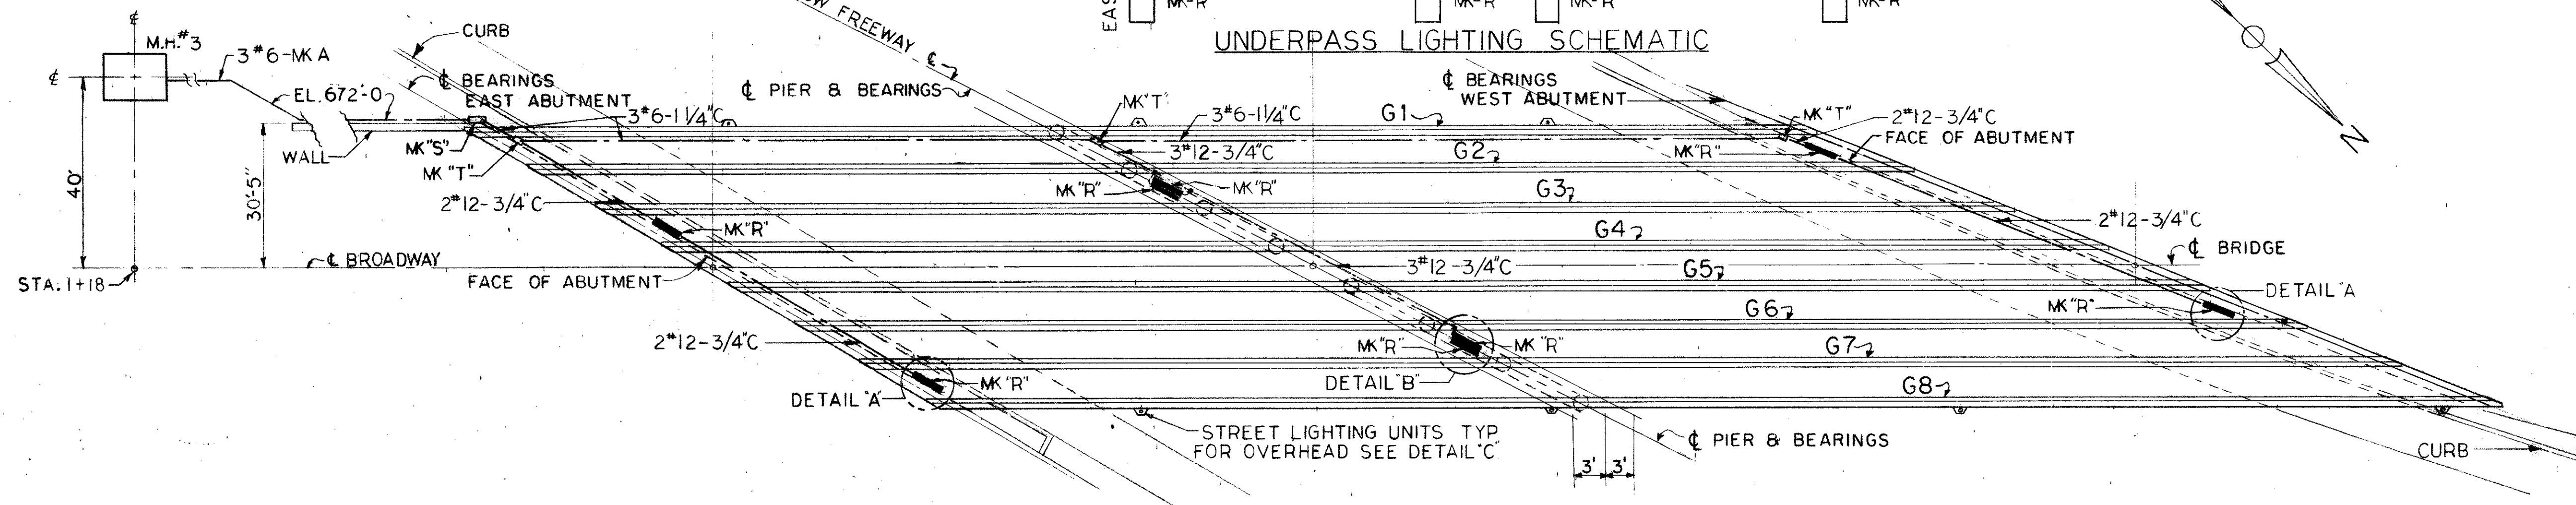 MK-R
MK-R
MK-R
MK-R
UNDERPASS LIGHTING SCHEMATIC
FREEWAY ℄
℄
M.H.#3
3#6-MK A
℄
CURB
℄ BEARINGS
EAST ABUTMENT
EL.672'-0
℄ PIER & BEARINGS
3#6-1 1/4"C
MK"T"
3#6-1 1/4"C
G1
℄ BEARINGS
WEST ABUTMENT
MK"T"
2#12-3/4"C
FACE OF ABUTMENT
N
WALL
MK"S"
MK "T"
3#12-3/4"C
G2
MK"R"
MK"R"
MK"R"
G3
40'
30'-5"
2#12-3/4"C
MK"R"
G4
2#12-3/4"C
℄ BROADWAY
℄ BRIDGE
STA. 1+18
FACE OF ABUTMENT
3#12-3/4"C
G5
DETAIL "A
MK"R"
G6
2#12-3/4"C
MK"R"
MK"R"
G7
DETAIL "A"
MK"R"
DETAIL "B"
G8
STREET LIGHTING UNITS TYP
FOR OVERHEAD SEE DETAIL "C"
℄ PIER & BEARINGS
3' 3'
CURB